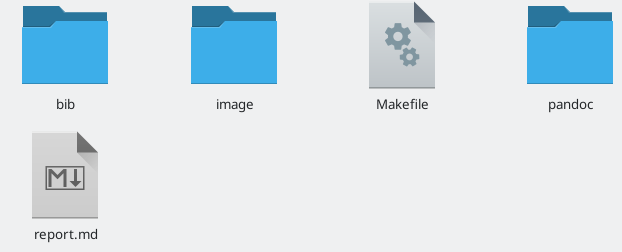 bib
image
Makefile
pandoc
M↓
report.md